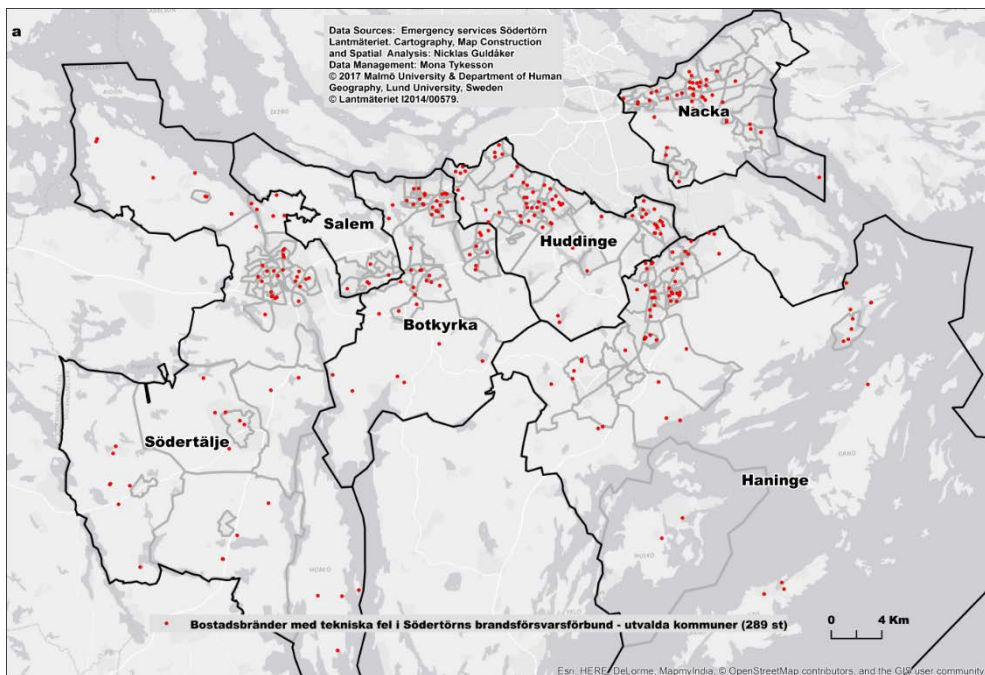 a
Data Sources: Emergency services Södertörn
Lantmäteriet. Cartography, Map Construction
and Spatial Analysis: Nicklas Guldåker
Data Management: Mona Tykesson
© 2017 Malmö University & Department of Human
Geography, Lund University, Sweden
© Lantmäteriet I2014/00579.
Nacka
Salem
Huddinge
Botkyrka
Södertälje
ORNÖ
Haninge
MUSKÖ
MÖRKÖ
Bostadsbränder med tekniska fel i Södertörns brandsförsvarsförbund - utvalda kommuner (289 st)
0 4 Km
Esri, HERE, DeLorme, MapmyIndia, © OpenStreetMap contributors, and the GIS user community